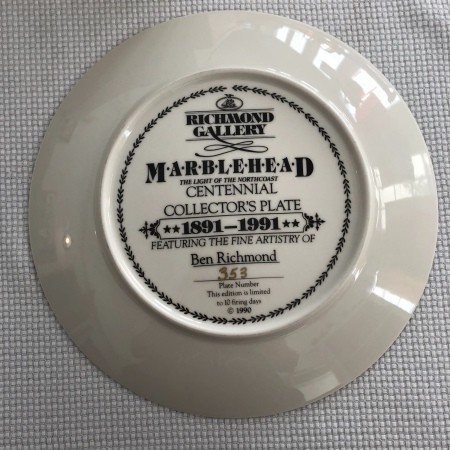 RICHMOND
GALLERY
M•A•R•B•L•E•H•E•A•D
THE LIGHT OF THE NORTHCOAST
CENTENNIAL
COLLECTOR'S PLATE
★★1891–1991★★
FEATURING THE FINE ARTISTRY OF
Ben Richmond
353
Plate Number
This edition is limited
to 10 firing days
© 1990